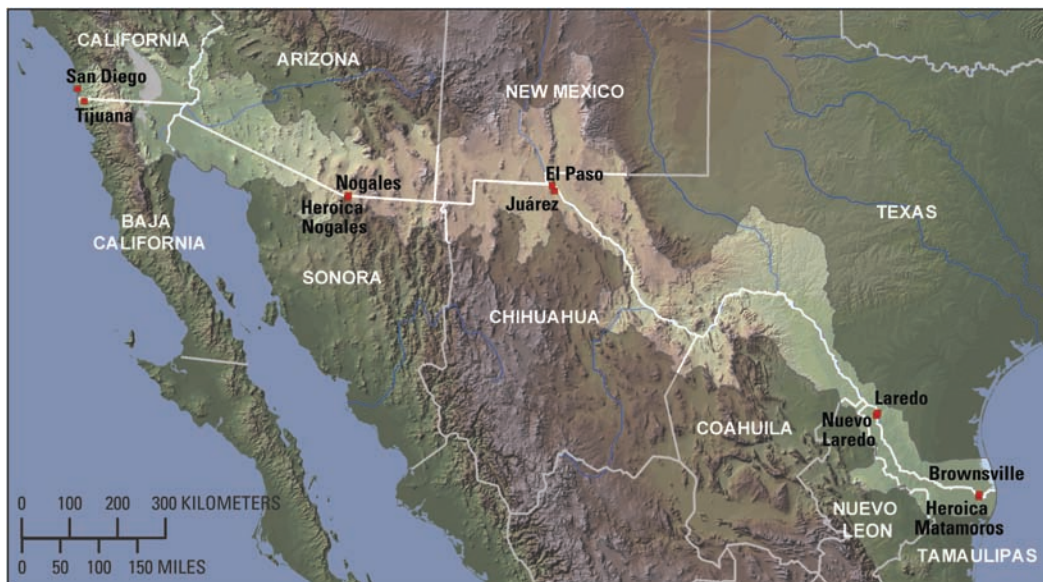 CALIFORNIA
ARIZONA
San Diego
Tijuana
NEW MEXICO
El Paso
Juárez
Nogales
Heroica
Nogales
TEXAS
BAJA
CALIFORNIA
SONORA
CHIHUAHUA
Laredo
Nuevo
Laredo
COAHUILA
Brownsville
Heroica
Matamoros
NUEVO
LEON
TAMAULIPAS
0 100 200 300 KILOMETERS
0 50 100 150 MILES